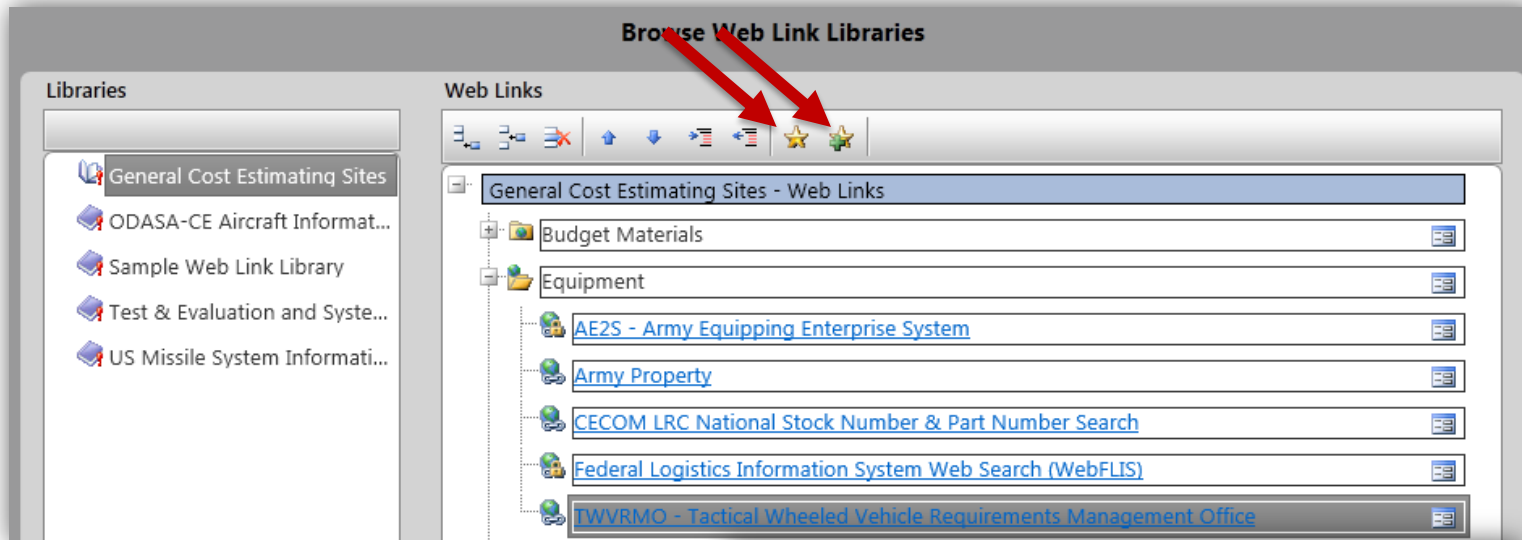 Browse Web Link Libraries
Libraries
Web Links
General Cost Estimating Sites
ODASA-CE Aircraft Informat...
Sample Web Link Library
Test & Evaluation and Syste...
US Missile System Informati...
General Cost Estimating Sites - Web Links
Budget Materials
Equipment
AE2S - Army Equipping Enterprise System
Army Property
CECOM LRC National Stock Number & Part Number Search
Federal Logistics Information System Web Search (WebFLIS)
TWVRMO - Tactical Wheeled Vehicle Requirements Management Office